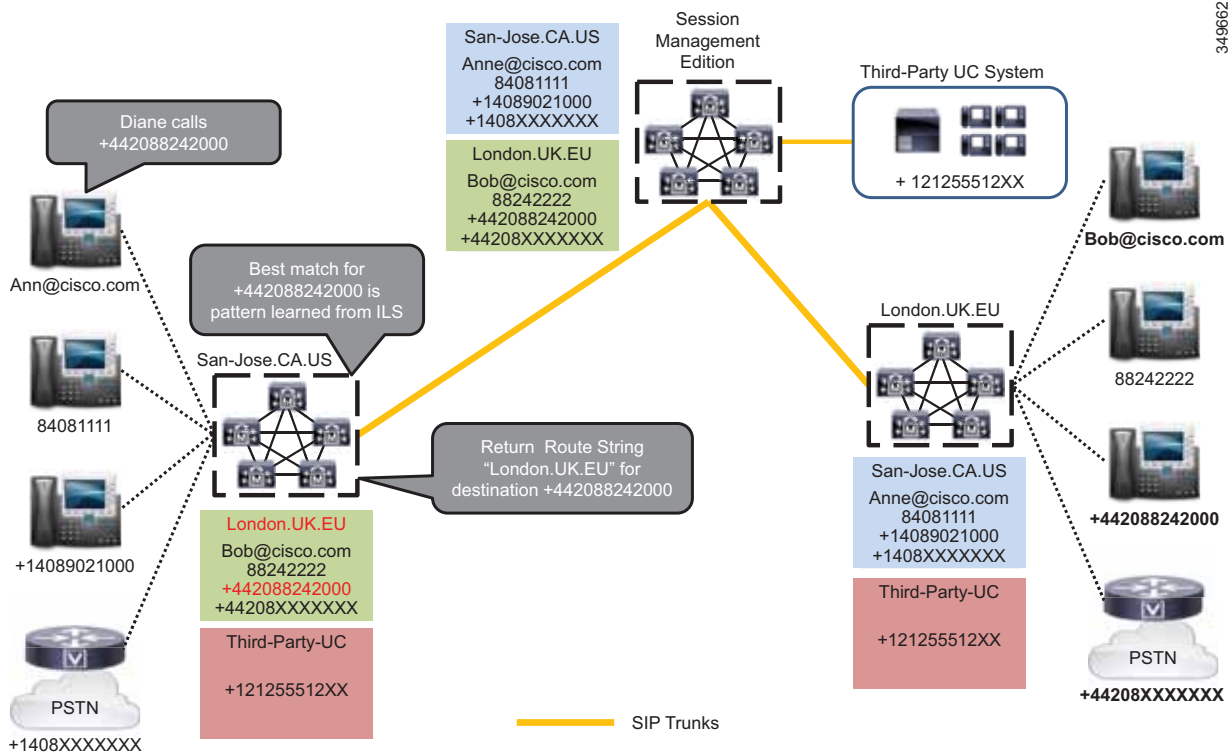 349662
Session
Management
Edition
San-Jose.CA.US
Anne@cisco.com
84081111
+14089021000
+1408XXXXXXX
London.UK.EU
Bob@cisco.com
88242222
+442088242000
+44208XXXXXXX
Third-Party UC System
+ 121255512XX
Diane calls
+442088242000
Ann@cisco.com
84081111
+14089021000
PSTN
+1408XXXXXXX
Best match for
+442088242000 is
pattern learned from ILS
San-Jose.CA.US
Return Route String
“London.UK.EU” for
destination +442088242000
London.UK.EU
Bob@cisco.com
88242222
+442088242000
+44208XXXXXXX
Third-Party-UC
+121255512XX
London.UK.EU
San-Jose.CA.US
Anne@cisco.com
84081111
+14089021000
+1408XXXXXXX
Third-Party-UC
+121255512XX
Bob@cisco.com
88242222
+442088242000
PSTN
+44208XXXXXXX
SIP Trunks